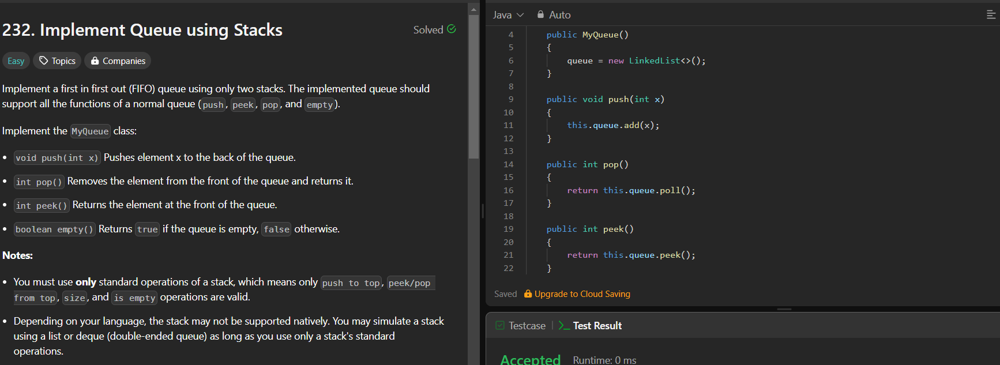 232. Implement Queue using Stacks
Solved
Easy
Topics
Companies
Implement a first in first out (FIFO) queue using only two stacks. The implemented queue should
support all the functions of a normal queue (push, peek, pop, and empty).
Implement the MyQueue class:
• void push(int x) Pushes element x to the back of the queue.
• int pop() Removes the element from the front of the queue and returns it.
• int peek() Returns the element at the front of the queue.
• boolean empty() Returns true if the queue is empty, false otherwise.
Notes:
• You must use only standard operations of a stack, which means only push to top, peek/pop
from top, size, and is empty operations are valid.
• Depending on your language, the stack may not be supported natively. You may simulate a stack
using a list or deque (double-ended queue) as long as you use only a stack's standard
operations.
Java
Auto
4 public MyQueue()
5 {
6 queue = new LinkedList<>();
7 }
8
9 public void push(int x)
10 {
11 this.queue.add(x);
12 }
13
14 public int pop()
15 {
16 return this.queue.poll();
17 }
18
19 public int peek()
20 {
21 return this.queue.peek();
22 }
Saved
Upgrade to Cloud Saving
Testcase
Test Result
Accepted
Runtime: 0 ms